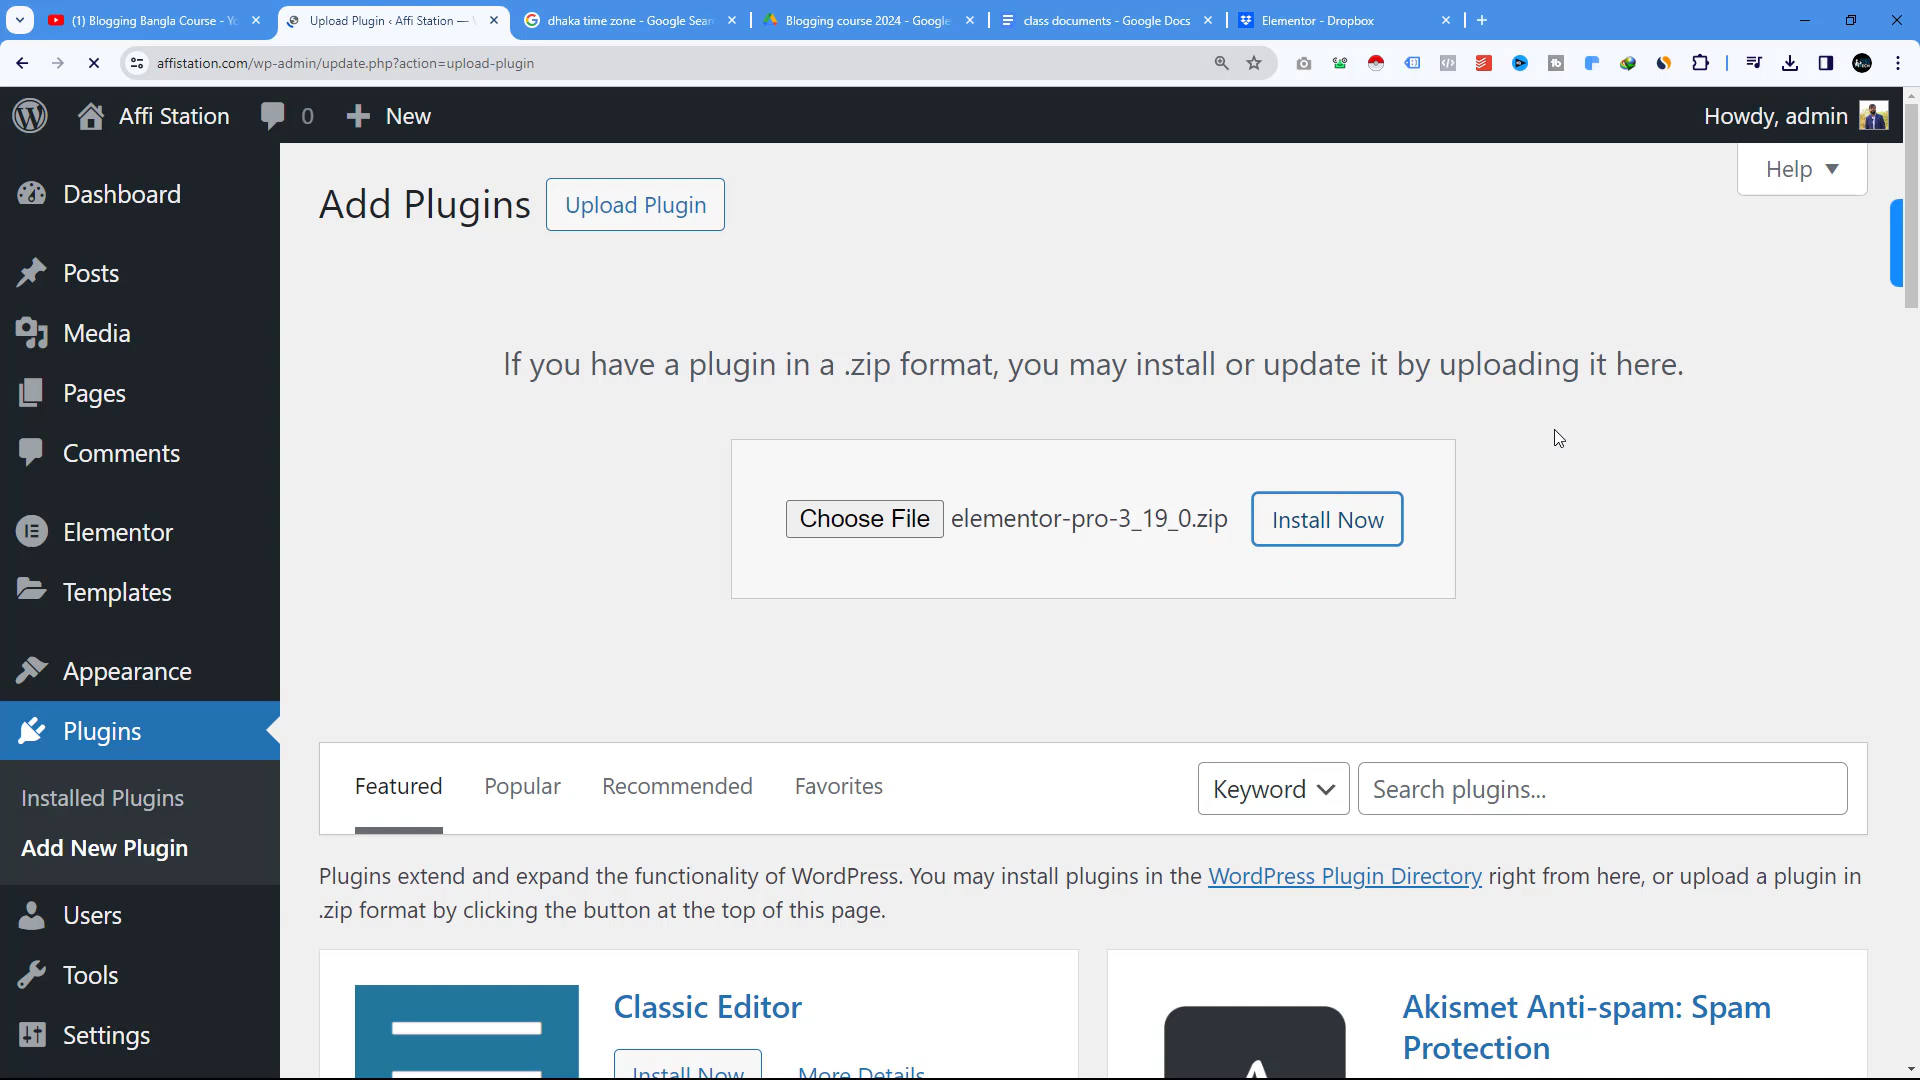 (1) Blogging Bangla Course - Yo
Upload Plugin ‹ Affi Station —
dhaka time zone - Google Sear
Blogging course 2024 - Google
class documents - Google Docs
Elementor - Dropbox
affistation.com/wp-admin/update.php?action=upload-plugin
Affi Station
0
New
Howdy, admin
Help
Dashboard
Posts
Media
Pages
Comments
Elementor
Templates
Appearance
Plugins
Installed Plugins
Add New Plugin
Users
Tools
Settings
Add Plugins
Upload Plugin
If you have a plugin in a .zip format, you may install or update it by uploading it here.
Choose File elementor-pro-3_19_0.zip
Install Now
Featured
Popular
Recommended
Favorites
Keyword
Search plugins...
Plugins extend and expand the functionality of WordPress. You may install plugins in the WordPress Plugin Directory right from here, or upload a plugin in
.zip format by clicking the button at the top of this page.
Classic Editor
Install Now
More Details
Akismet Anti-spam: Spam
Protection